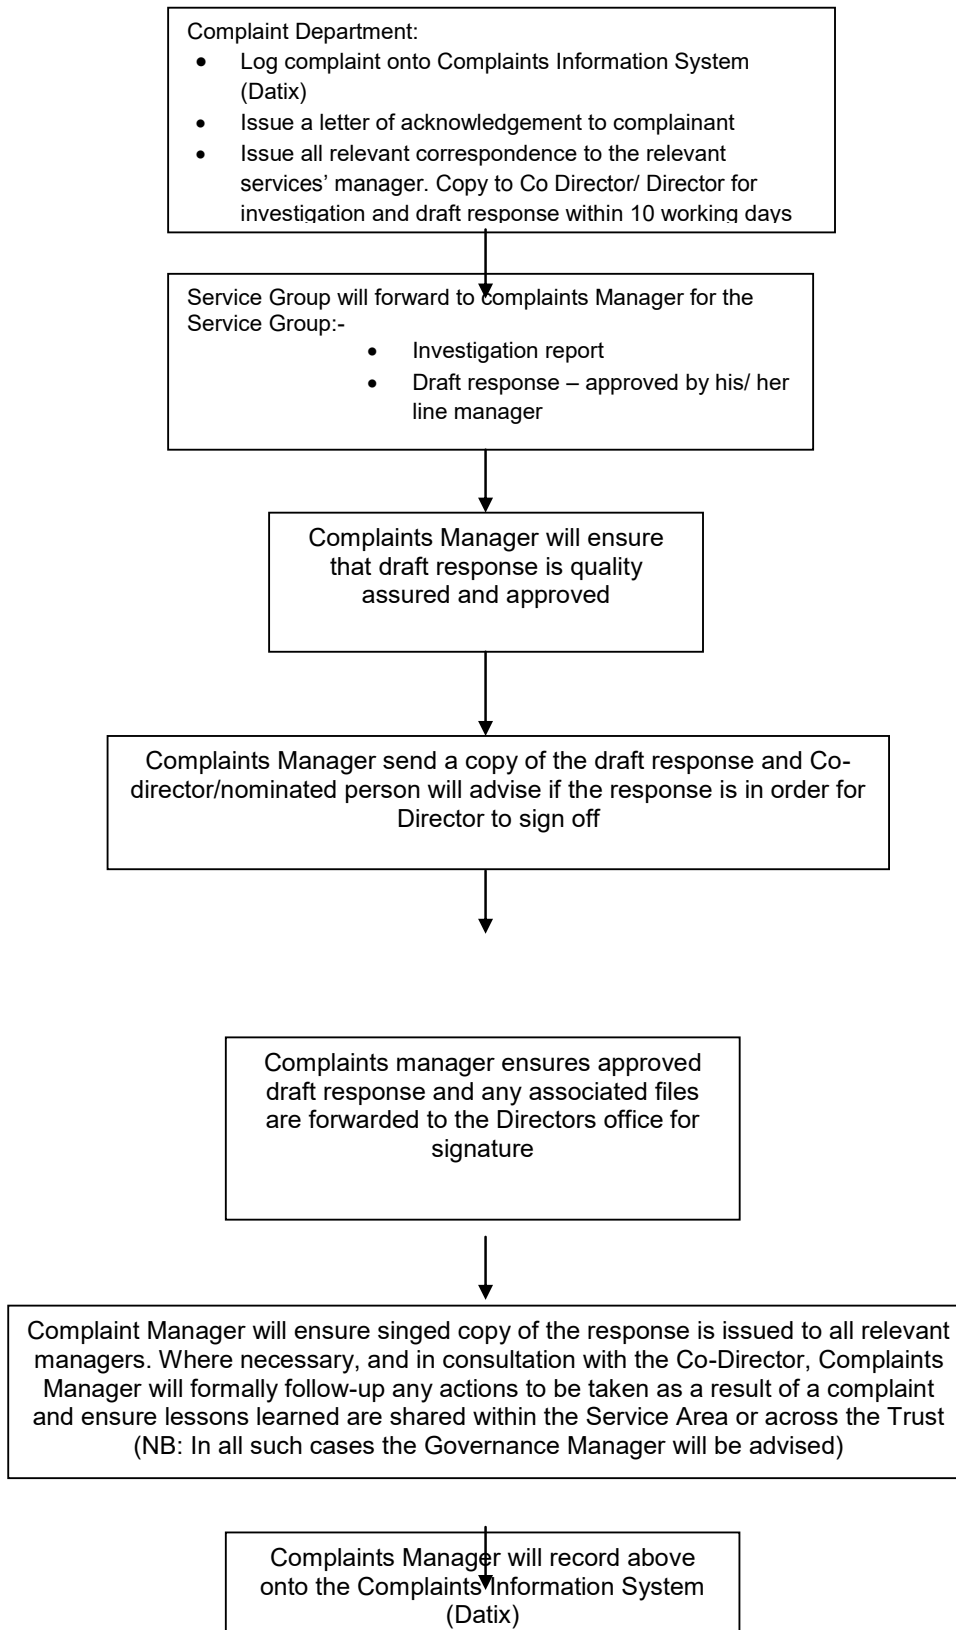 Complaint Department:
• Log complaint onto Complaints Information System
(Datix)
• Issue a letter of acknowledgement to complainant
• Issue all relevant correspondence to the relevant
services’ manager. Copy to Co Director/ Director for
investigation and draft response within 10 working days
Service Group will forward to complaints Manager for the
Service Group:-
• Investigation report
• Draft response – approved by his/ her
line manager
Complaints Manager will ensure
that draft response is quality
assured and approved
Complaints Manager send a copy of the draft response and Co-
director/nominated person will advise if the response is in order for
Director to sign off
Complaints manager ensures approved
draft response and any associated files
are forwarded to the Directors office for
signature
Complaint Manager will ensure singed copy of the response is issued to all relevant
managers. Where necessary, and in consultation with the Co-Director, Complaints
Manager will formally follow-up any actions to be taken as a result of a complaint
and ensure lessons learned are shared within the Service Area or across the Trust
(NB: In all such cases the Governance Manager will be advised)
Complaints Manager will record above
onto the Complaints Information System
(Datix)